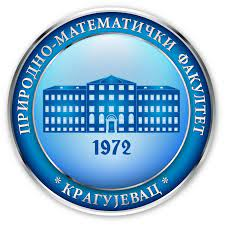 ПРИРОДНО-МАТЕМАТИЧКИ ФАКУЛТЕТ
1972
* КРАГУЈЕВАЦ *